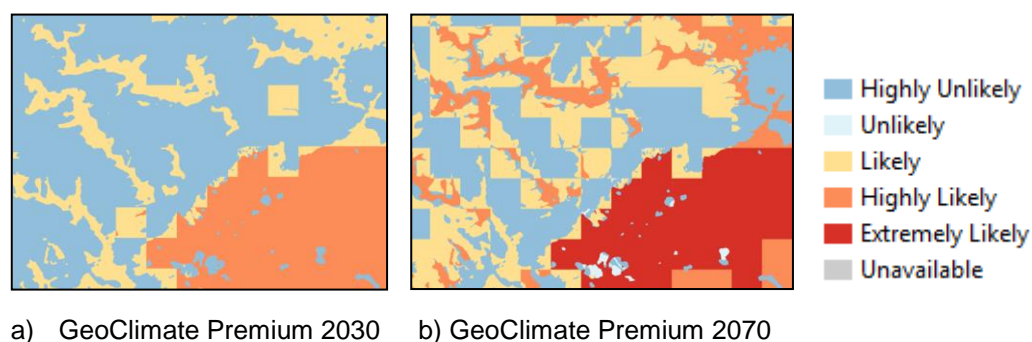 Highly Unlikely
Unlikely
Likely
Highly Likely
Extremely Likely
Unavailable
a) GeoClimate Premium 2030 b) GeoClimate Premium 2070